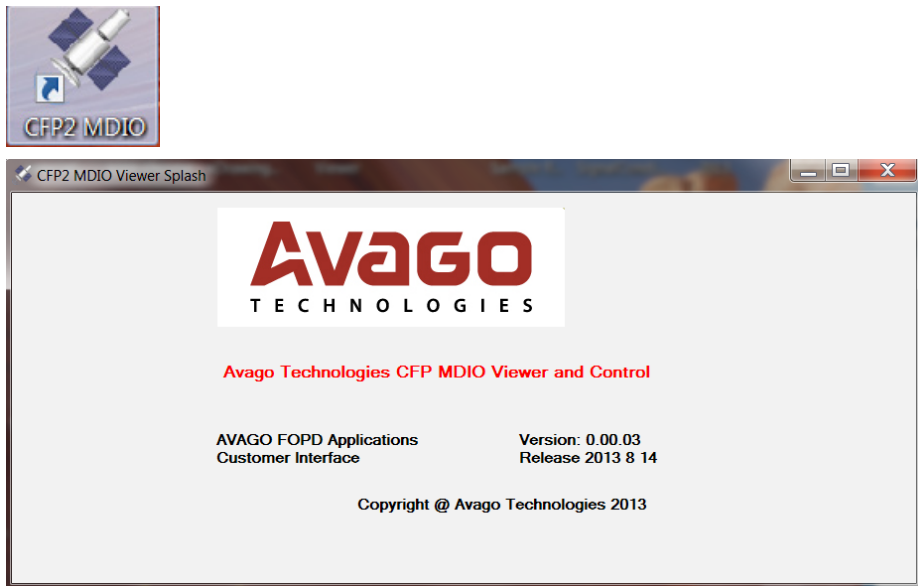 CFP2 MDIO
CFP2 MDIO Viewer Splash
AVAGO
TECHNOLOGIES
Avago Technologies CFP MDIO Viewer and Control
AVAGO FOPD Applications Version: 0.00.03
Customer Interface Release 2013 8 14
Copyright @ Avago Technologies 2013